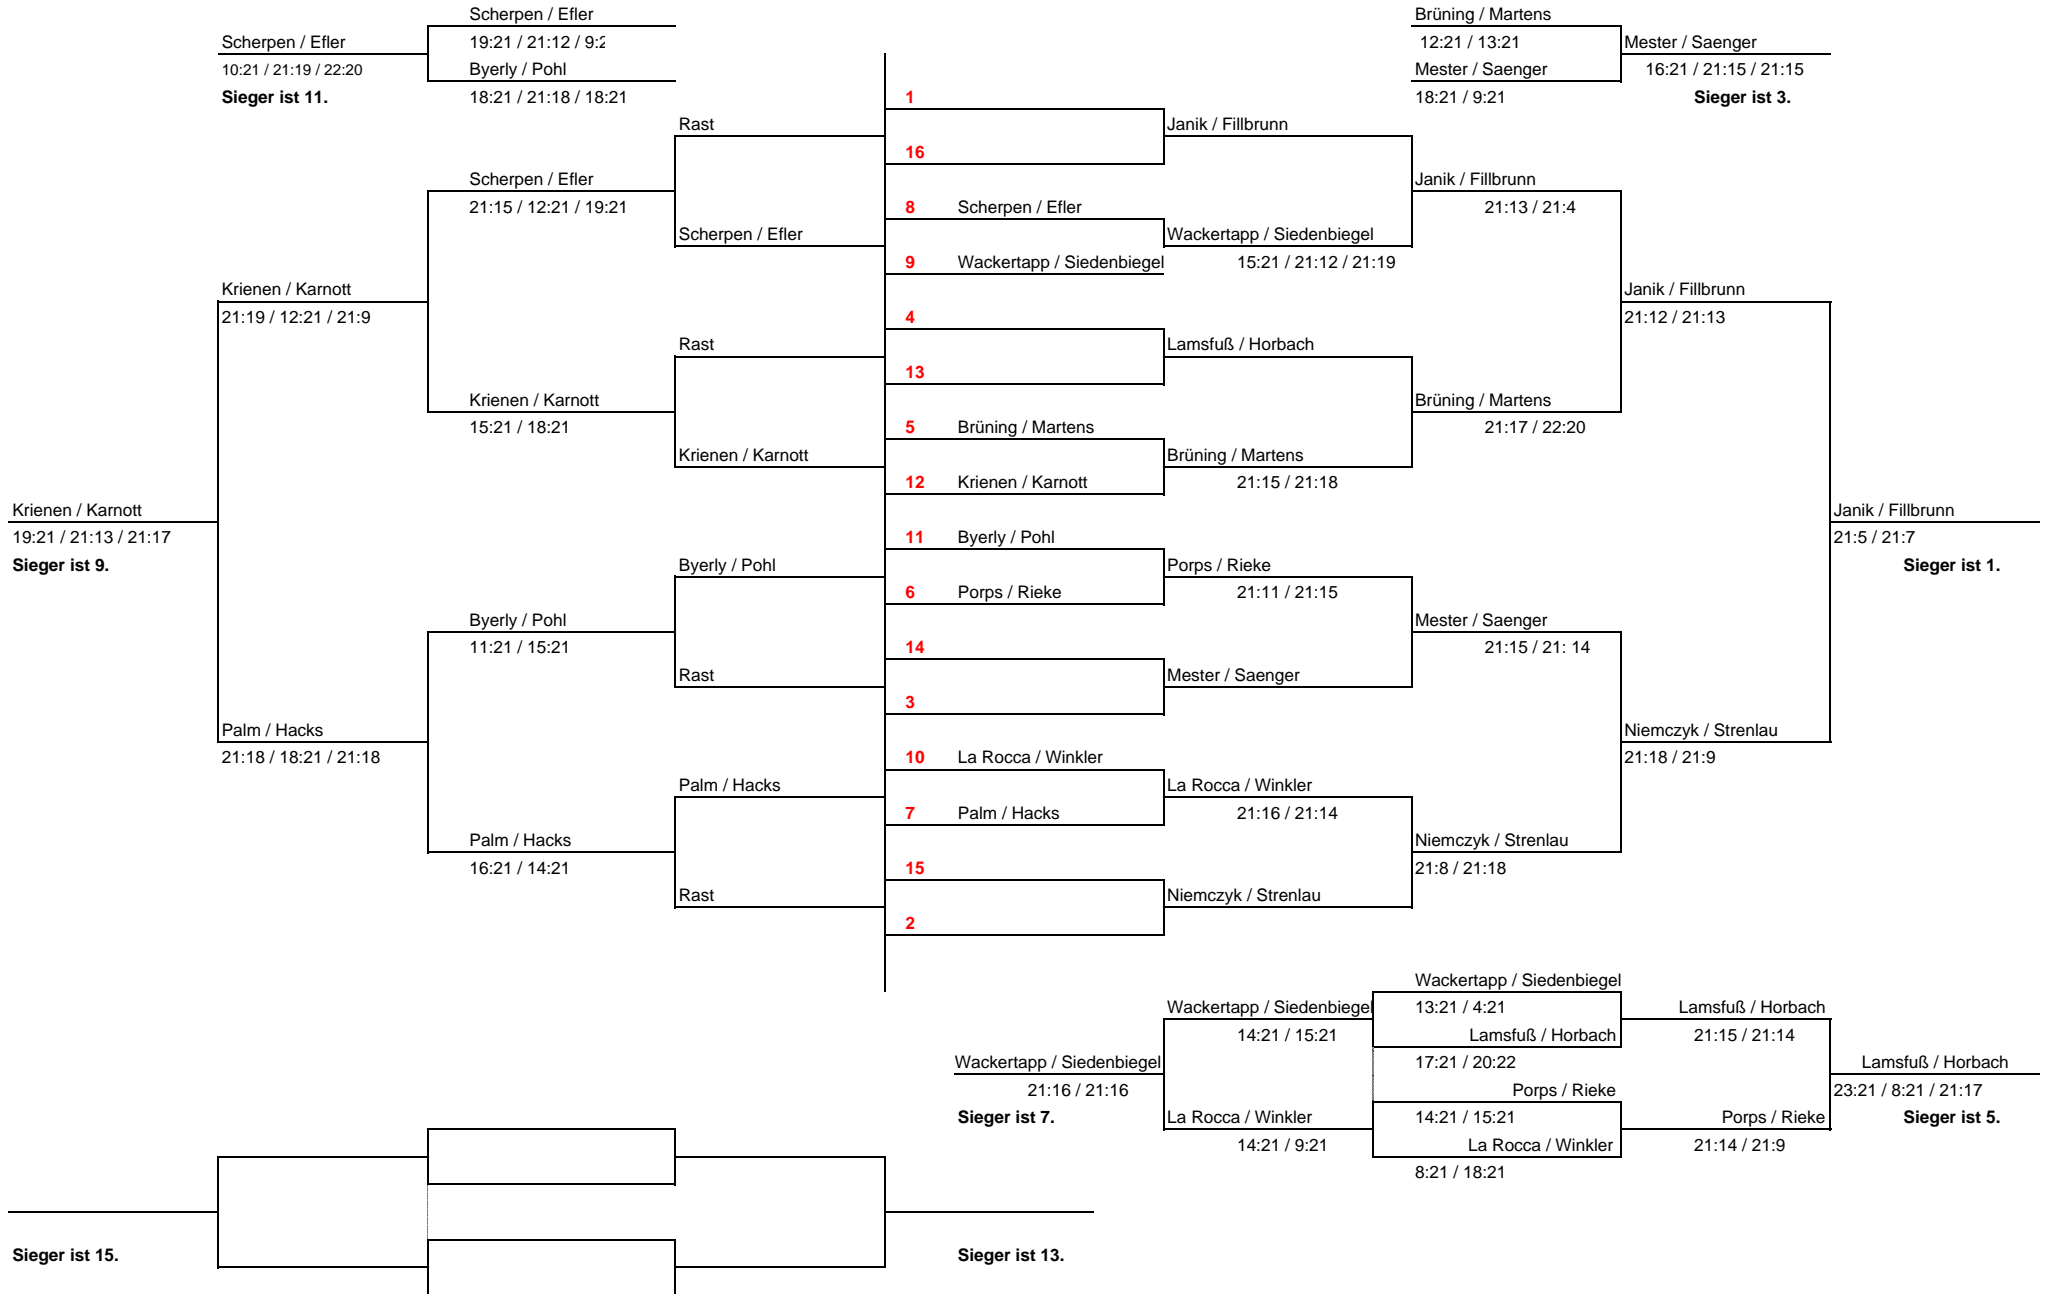 Scherpen / Efler
Brüning / Martens
Scherpen / Efler
19:21 / 21:12 / 9:2
12:21 / 13:21
Mester / Saenger
10:21 / 21:19 / 22:20
Byerly / Pohl
Mester / Saenger
16:21 / 21:15 / 21:15
Sieger ist 11.
18:21 / 21:18 / 18:21
1
18:21 / 9:21
Sieger ist 3.
Rast
Janik / Fillbrunn
16
Scherpen / Efler
Janik / Fillbrunn
21:15 / 12:21 / 19:21
8 Scherpen / Efler
21:13 / 21:4
Scherpen / Efler
Wackertapp / Siedenbiegel
9 Wackertapp / Siedenbiegel
15:21 / 21:12 / 21:19
Krienen / Karnott
Janik / Fillbrunn
21:19 / 12:21 / 21:9
4
21:12 / 21:13
Rast
Lamsfuß / Horbach
13
Krienen / Karnott
Brüning / Martens
15:21 / 18:21
5 Brüning / Martens
21:17 / 22:20
Krienen / Karnott
Brüning / Martens
12 Krienen / Karnott
21:15 / 21:18
Krienen / Karnott
Janik / Fillbrunn
19:21 / 21:13 / 21:17
11 Byerly / Pohl
21:5 / 21:7
Sieger ist 9.
Byerly / Pohl
Porps / Rieke
Sieger ist 1.
6 Porps / Rieke
21:11 / 21:15
Byerly / Pohl
Mester / Saenger
11:21 / 15:21
14
21:15 / 21: 14
Rast
Mester / Saenger
3
Palm / Hacks
Niemczyk / Strenlau
21:18 / 18:21 / 21:18
10 La Rocca / Winkler
21:18 / 21:9
Palm / Hacks
La Rocca / Winkler
7 Palm / Hacks
21:16 / 21:14
Palm / Hacks
Niemczyk / Strenlau
16:21 / 14:21
15
21:8 / 21:18
Rast
Niemczyk / Strenlau
2
Wackertapp / Siedenbiegel
Wackertapp / Siedenbiegel
13:21 / 4:21
Lamsfuß / Horbach
14:21 / 15:21
Lamsfuß / Horbach
21:15 / 21:14
Wackertapp / Siedenbiegel
17:21 / 20:22
Lamsfuß / Horbach
21:16 / 21:16
Porps / Rieke
23:21 / 8:21 / 21:17
Sieger ist 7.
La Rocca / Winkler
14:21 / 15:21
Porps / Rieke
Sieger ist 5.
14:21 / 9:21
La Rocca / Winkler
21:14 / 21:9
8:21 / 18:21
Sieger ist 15.
Sieger ist 13.